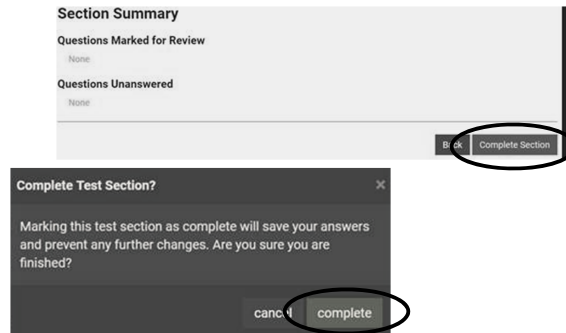 Section Summary
Questions Marked for Review
None
Questions Unanswered
None
Back Complete Section
Complete Test Section? ×
Marking this test section as complete will save your answers
and prevent any further changes. Are you sure you are
finished?
cancel complete